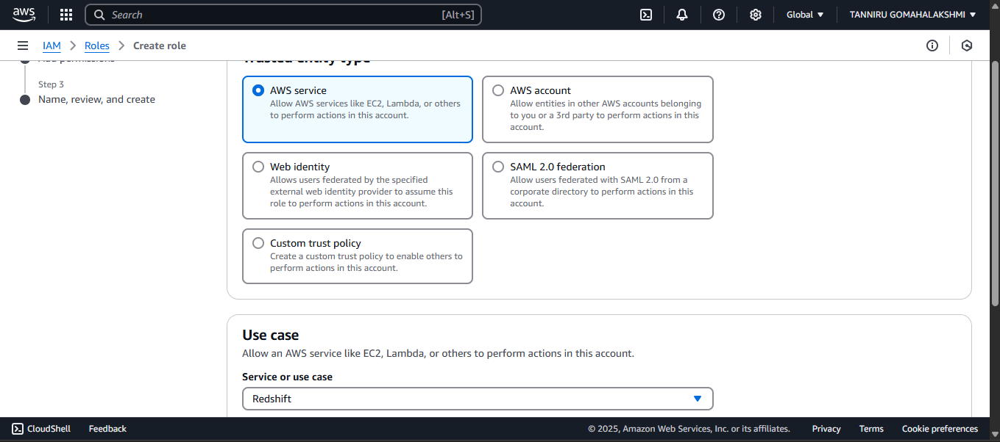 aws
Search
[Alt+S]
Global
TANNIRU GOMAHALAKSHMI
IAM
Roles
Create role
Add permissions
Step 3
Name, review, and create
Trusted entity type
AWS service
Allow AWS services like EC2, Lambda, or others
to perform actions in this account.
AWS account
Allow entities in other AWS accounts belonging
to you or a 3rd party to perform actions in this
account.
Web identity
Allows users federated by the specified
external web identity provider to assume this
role to perform actions in this account.
SAML 2.0 federation
Allow users federated with SAML 2.0 from a
corporate directory to perform actions in this
account.
Custom trust policy
Create a custom trust policy to enable others to
perform actions in this account.
Use case
Allow an AWS service like EC2, Lambda, or others to perform actions in this account.
Service or use case
Redshift
CloudShell
Feedback
© 2025, Amazon Web Services, Inc. or its affiliates.
Privacy
Terms
Cookie preferences